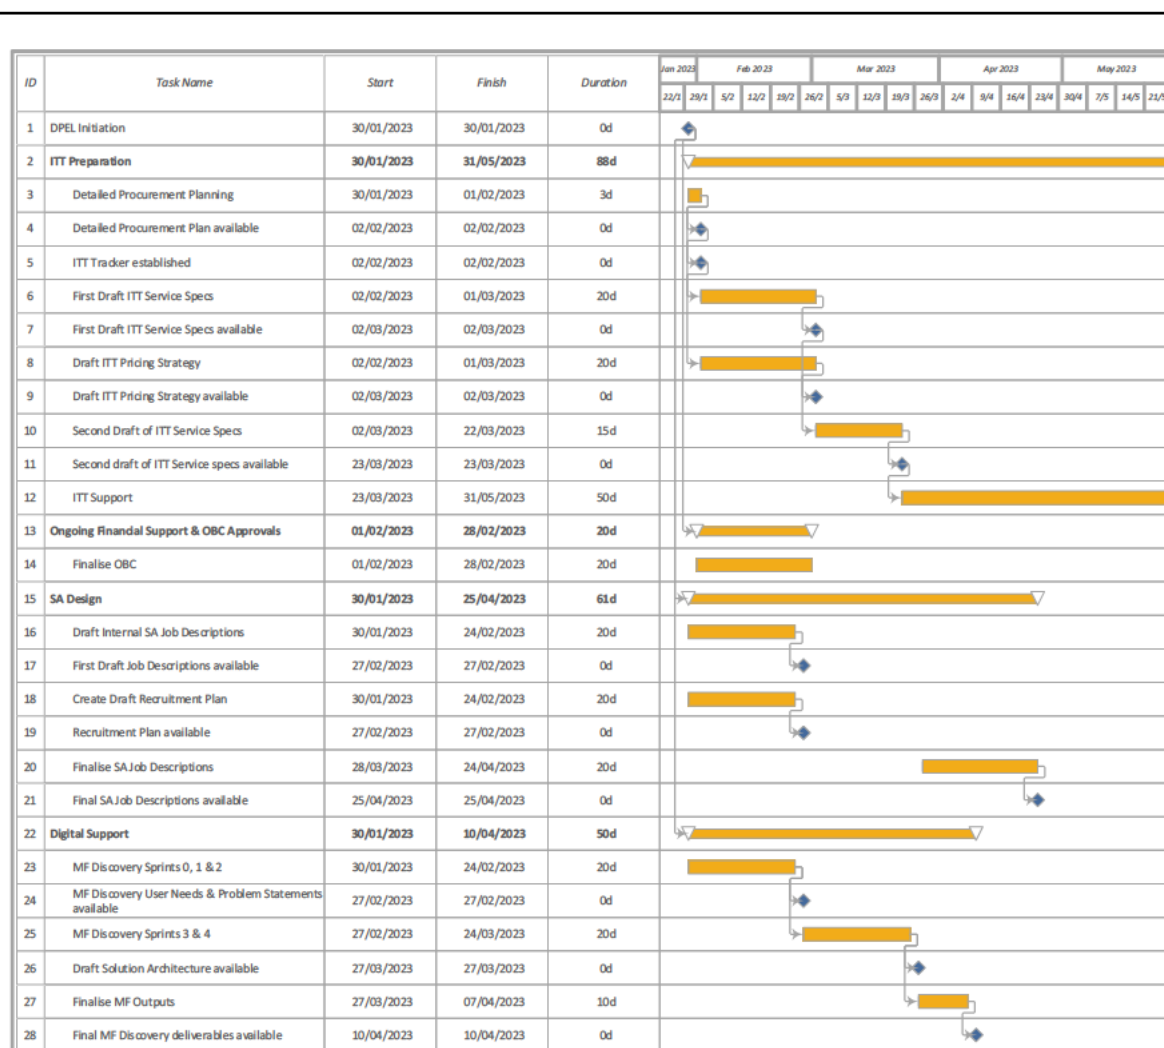 ID Task Name Start Finish Duration Jan 2023 Feb 2023 Mar 2023 Apr 2023 May 2023
22/1 29/1 5/2 12/2 19/2 26/2 5/3 12/3 19/3 26/3 2/4 9/4 16/4 23/4 30/4 7/5 14/5 21/5
1 DPEL Initiation 30/01/2023 30/01/2023 0d
2 ITT Preparation 30/01/2023 31/05/2023 88d
3 Detailed Procurement Planning 30/01/2023 01/02/2023 3d
4 Detailed Procurement Plan available 02/02/2023 02/02/2023 0d
5 ITT Tracker established 02/02/2023 02/02/2023 0d
6 First Draft ITT Service Specs 02/02/2023 01/03/2023 20d
7 First Draft ITT Service Specs available 02/03/2023 02/03/2023 0d
8 Draft ITT Pricing Strategy 02/02/2023 01/03/2023 20d
9 Draft ITT Pricing Strategy available 02/03/2023 02/03/2023 0d
10 Second Draft of ITT Service Specs 02/03/2023 22/03/2023 15d
11 Second draft of ITT Service specs available 23/03/2023 23/03/2023 0d
12 ITT Support 23/03/2023 31/05/2023 50d
13 Ongoing Financial Support & OBC Approvals 01/02/2023 28/02/2023 20d
14 Finalise OBC 01/02/2023 28/02/2023 20d
15 SA Design 30/01/2023 25/04/2023 61d
16 Draft Internal SA Job Descriptions 30/01/2023 24/02/2023 20d
17 First Draft Job Descriptions available 27/02/2023 27/02/2023 0d
18 Create Draft Recruitment Plan 30/01/2023 24/02/2023 20d
19 Recruitment Plan available 27/02/2023 27/02/2023 0d
20 Finalise SA Job Descriptions 28/03/2023 24/04/2023 20d
21 Final SA Job Descriptions available 25/04/2023 25/04/2023 0d
22 Digital Support 30/01/2023 10/04/2023 50d
23 MF Discovery Sprints 0, 1 & 2 30/01/2023 24/02/2023 20d
24 MF Discovery User Needs & Problem Statements
available 27/02/2023 27/02/2023 0d
25 MF Discovery Sprints 3 & 4 27/02/2023 24/03/2023 20d
26 Draft Solution Architecture available 27/03/2023 27/03/2023 0d
27 Finalise MF Outputs 27/03/2023 07/04/2023 10d
28 Final MF Discovery deliverables available 10/04/2023 10/04/2023 0d